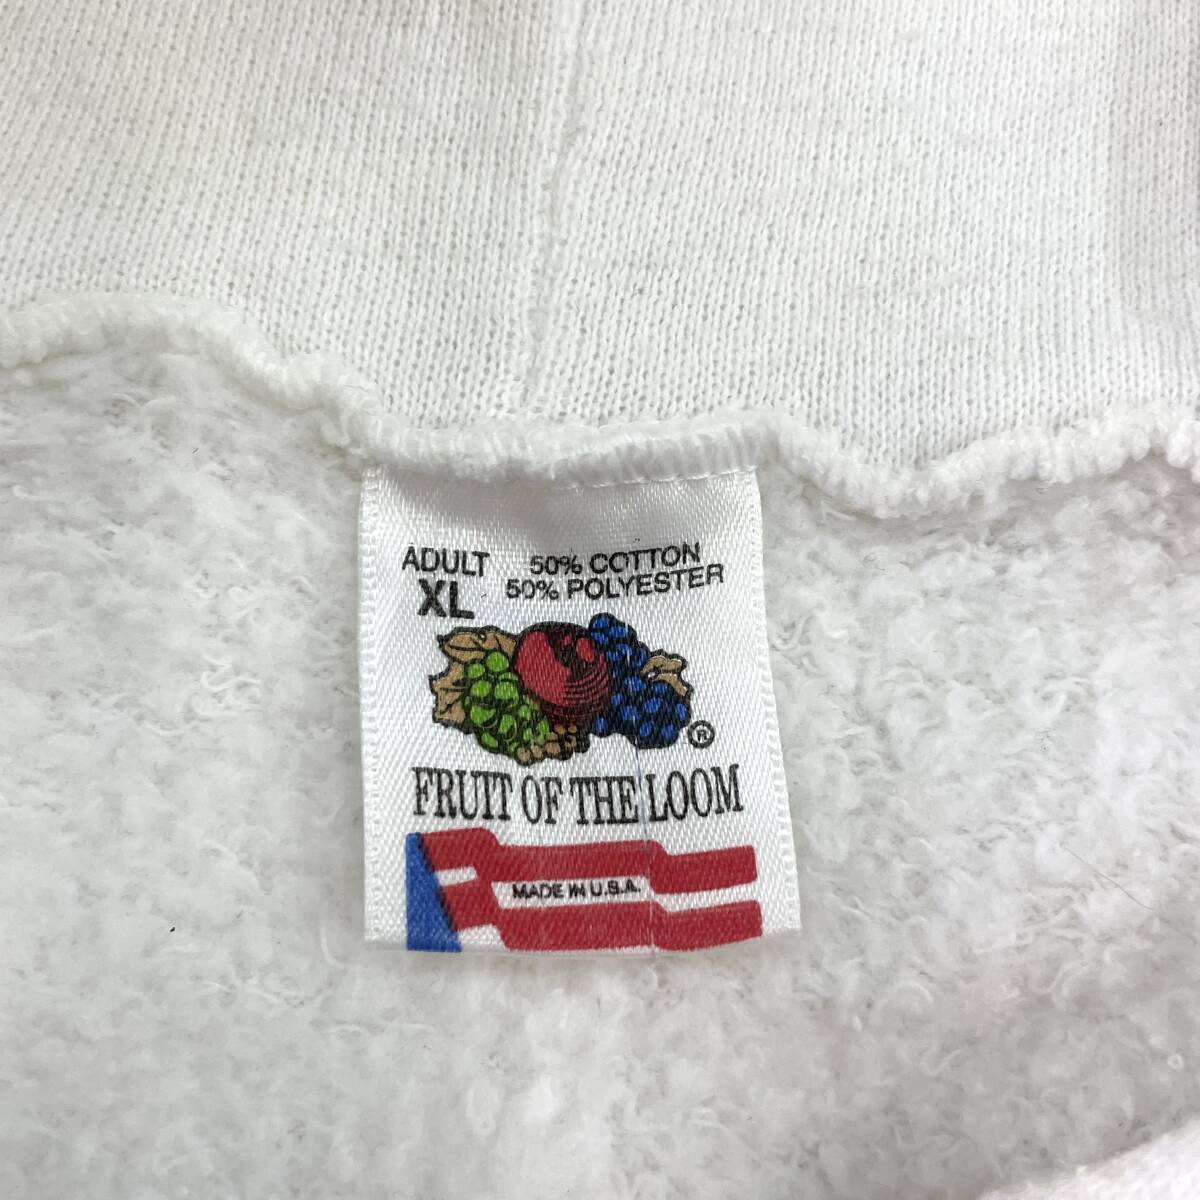 ADULT
XL
50% COTTON
50% POLYESTER
®
FRUIT OF THE LOOM
MADE IN U.S.A.